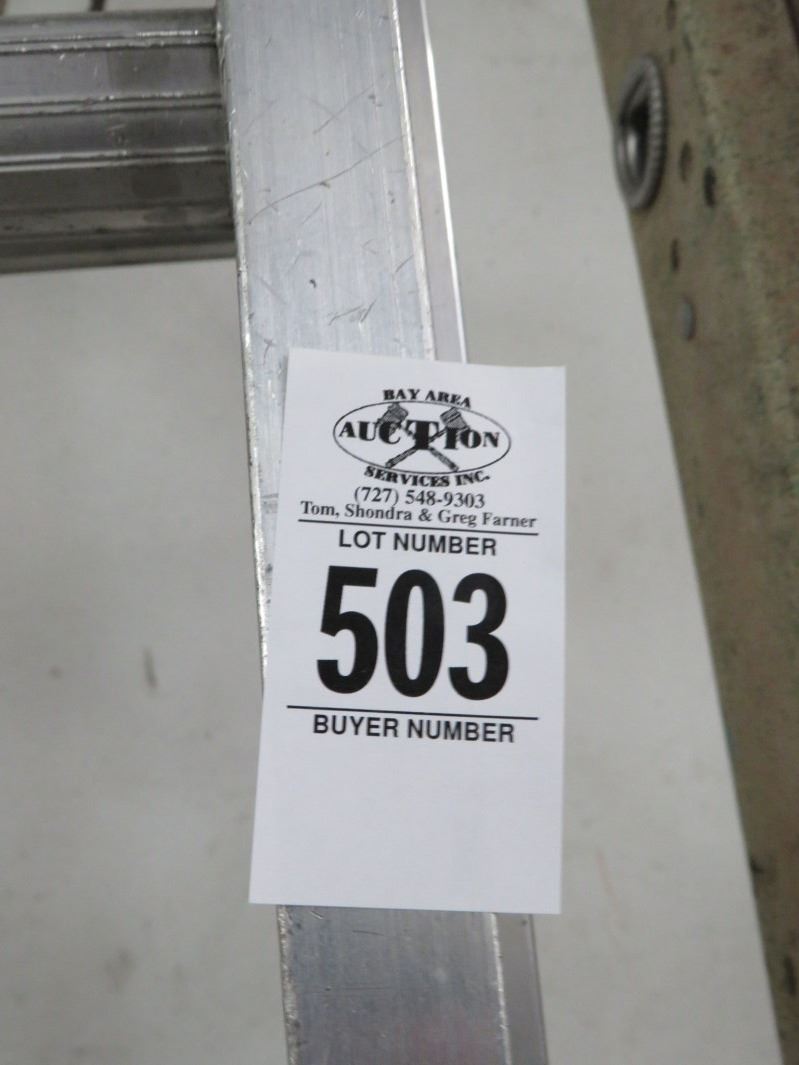 BAY AREA
AUCTION
SERVICES INC.
(727) 548-9303
Tom, Shondra & Greg Farner
LOT NUMBER
503
BUYER NUMBER